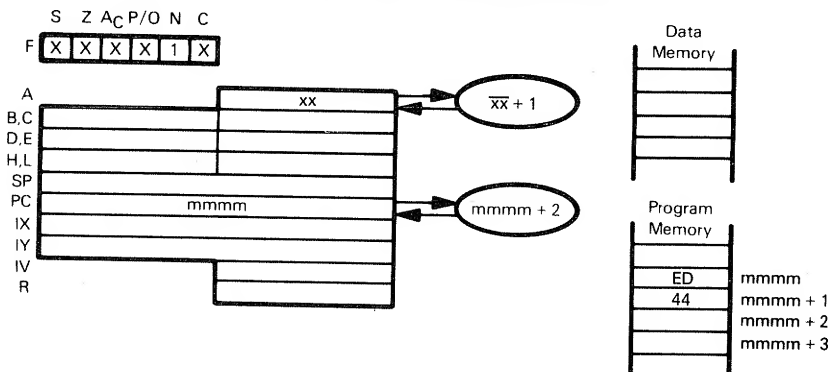 S Z AC P/O N C
F X X X X 1 X
A xx x̅x̅ + 1
B,C
D,E
H,L
SP
PC mmmm mmmm + 2
IX
IY
IV
R
Data
Memory
Program
Memory
ED mmmm
44 mmmm + 1
mmmm + 2
mmmm + 3